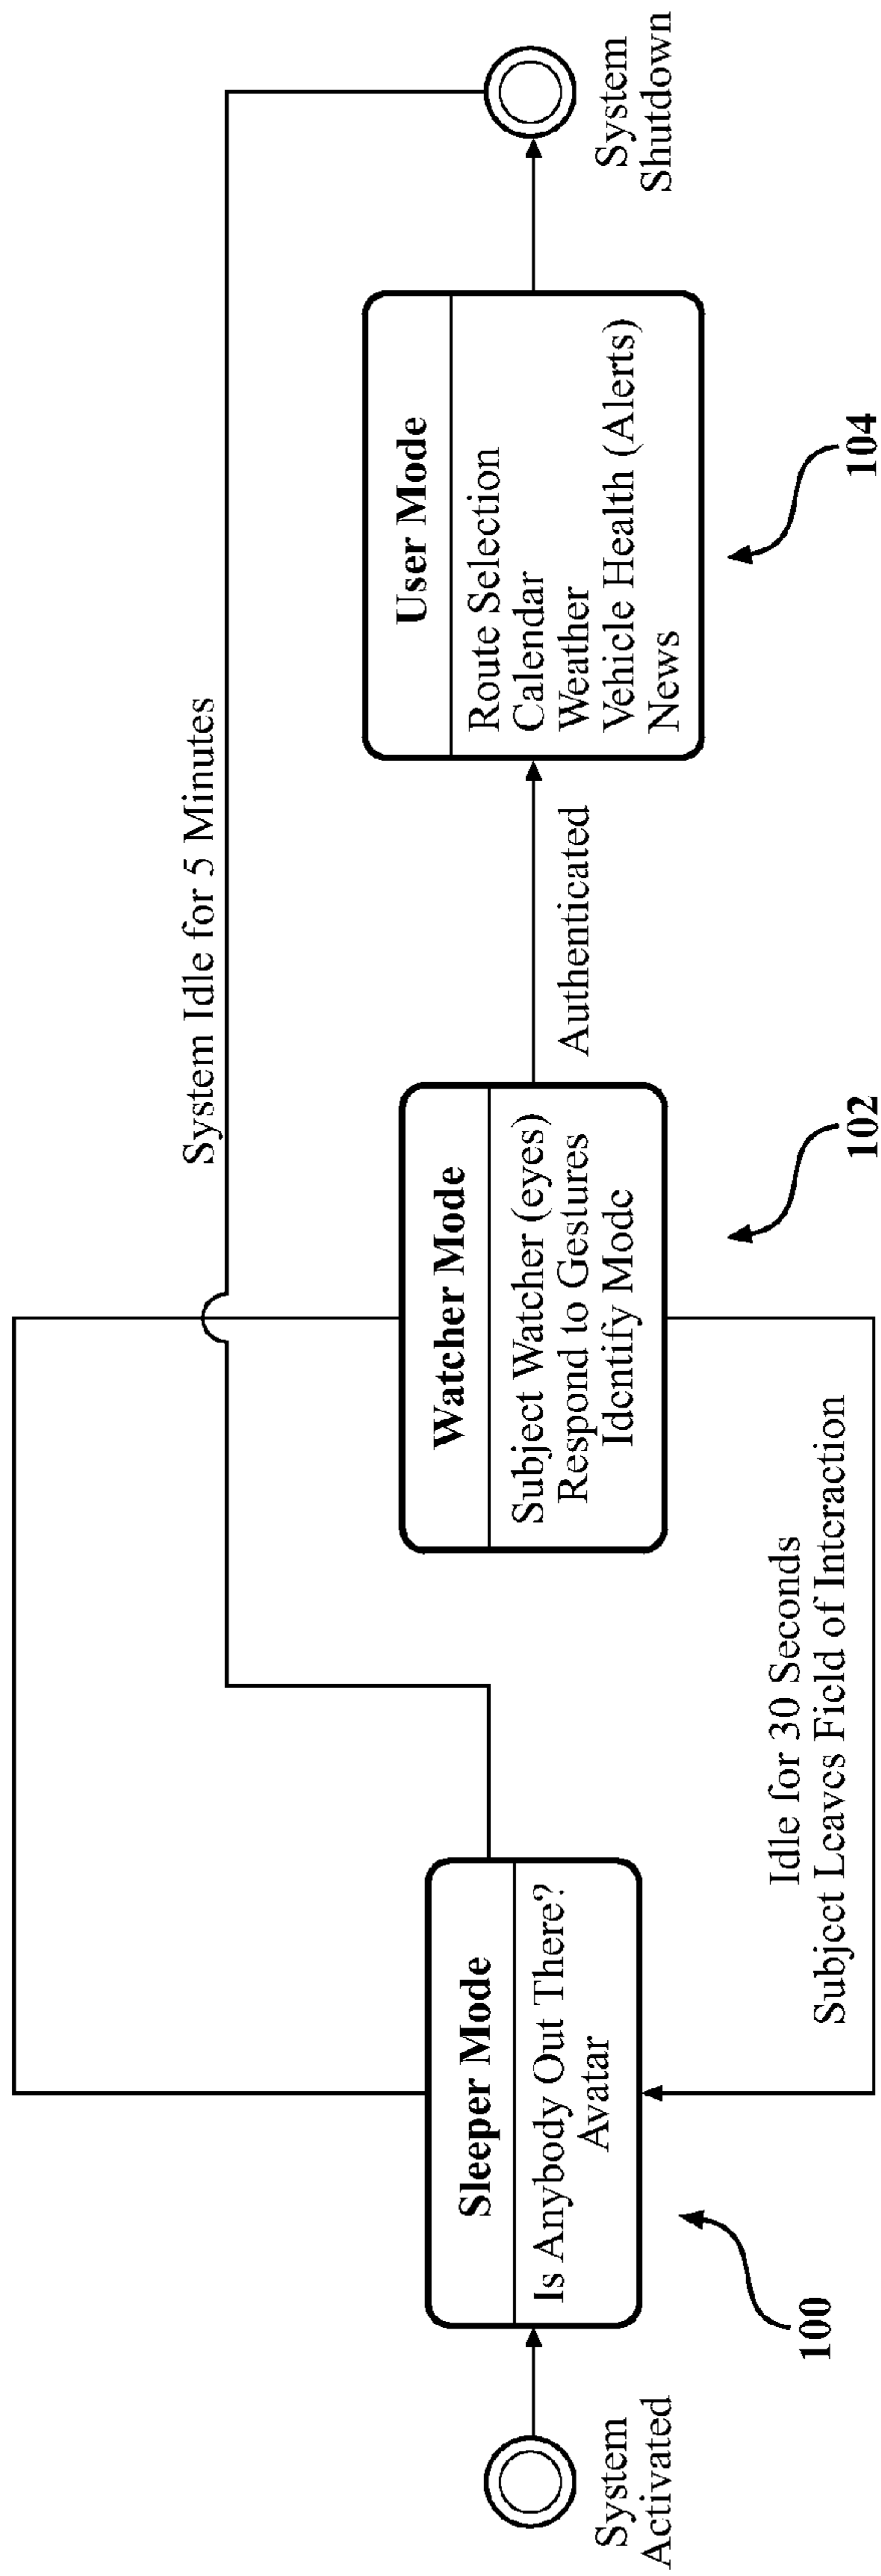 System Idle for 5 Minutes
System
Activated
Sleeper Mode
Is Anybody Out There?
Avatar
100
Idle for 30 Seconds
Subject Leaves Field of Interaction
Watcher Mode
Subject Watcher (eyes)
Respond to Gestures
Identify Mode
102
Authenticated
User Mode
Route Selection
Calendar
Weather
Vehicle Health (Alerts)
News
104
System
Shutdown